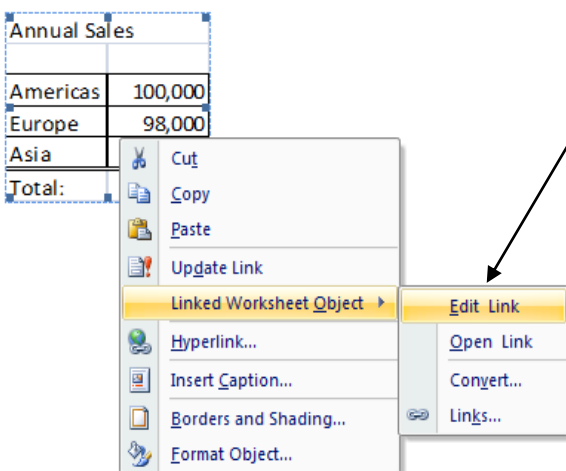 Annual Sales
Americas 100,000
Europe 98,000
Asia
Total:
Cut
Copy
Paste
Update Link
Linked Worksheet Object
Hyperlink...
Insert Caption...
Borders and Shading...
Format Object...
Edit Link
Open Link
Convert...
Links...